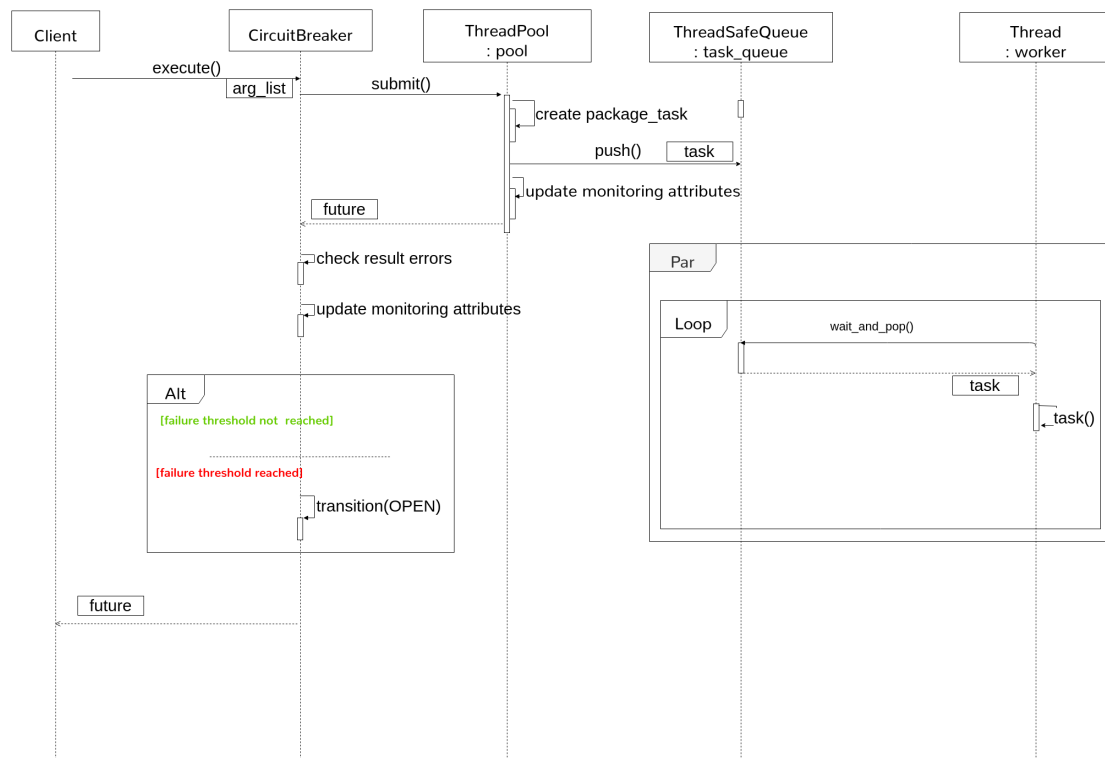 Client
CircuitBreaker
ThreadPool
: pool
ThreadSafeQueue
: task_queue
Thread
: worker
execute()
arg_list
submit()
create package_task
push()
task
update monitoring attributes
future
check result errors
Par
update monitoring attributes
Loop
wait_and_pop()
task
Alt
task()
[failure threshold not  reached]
[failure threshold reached]
transition(OPEN)
future